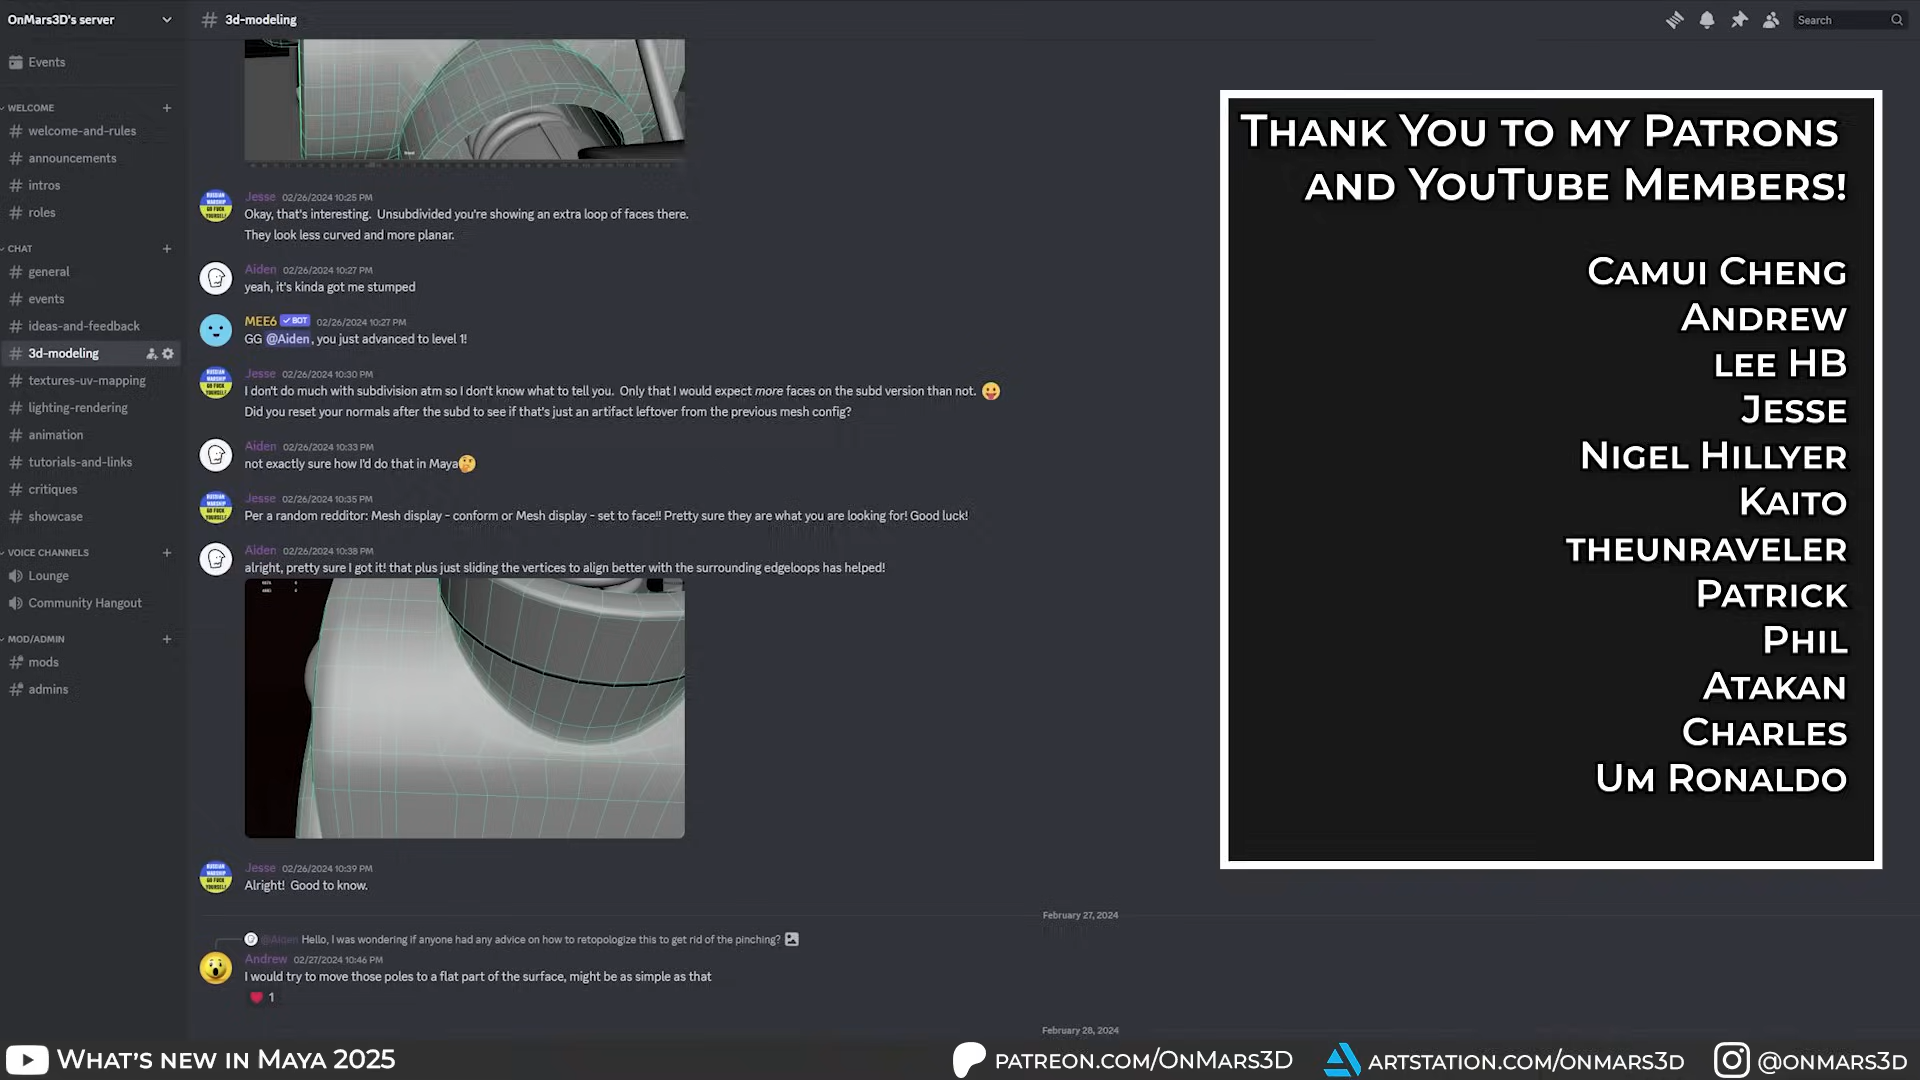 OnMars3D's server
3d-modeling
Search
Events
WELCOME
welcome-and-rules
announcements
intros
roles
CHAT
general
events
ideas-and-feedback
3d-modeling
textures-uv-mapping
lighting-rendering
animation
tutorials-and-links
critiques
showcase
VOICE CHANNELS
Lounge
Community Hangout
MOD/ADMIN
mods
admins
Jesse 02/26/2024 10:25 PM
Okay, that's interesting. Unsubdivided you're showing an extra loop of faces there.
They look less curved and more planar.
Aiden 02/26/2024 10:27 PM
yeah, it's kinda got me stumped
MEE6 BOT 02/26/2024 10:27 PM
GG @Aiden, you just advanced to level 1!
Jesse 02/26/2024 10:30 PM
I don't do much with subdivision atm so I don't know what to tell you. Only that I would expect more faces on the subd version than not.
Did you reset your normals after the subd to see if that's just an artifact leftover from the previous mesh config?
Aiden 02/26/2024 10:33 PM
not exactly sure how I'd do that in Maya
Jesse 02/26/2024 10:35 PM
Per a random redditor: Mesh display - conform or Mesh display - set to face!! Pretty sure they are what you are looking for! Good luck!
Aiden 02/26/2024 10:38 PM
alright, pretty sure I got it! that plus just sliding the vertices to align better with the surrounding edgeloops has helped!
Jesse 02/26/2024 10:39 PM
Alright! Good to know.
February 27, 2024
@Aiden Hello, I was wondering if anyone had any advice on how to retopologize this to get rid of the pinching?
Andrew 02/27/2024 10:46 PM
I would try to move those poles to a flat part of the surface, might be as simple as that
1
February 28, 2024
Thank You to my Patrons
and YouTube Members!
Camui Cheng
Andrew
lee HB
Jesse
Nigel Hillyer
Kaito
theunraveler
Patrick
Phil
Atakan
Charles
Um Ronaldo
What's new in Maya 2025
patreon.com/OnMars3D
artstation.com/onmars3d
@onmars3d